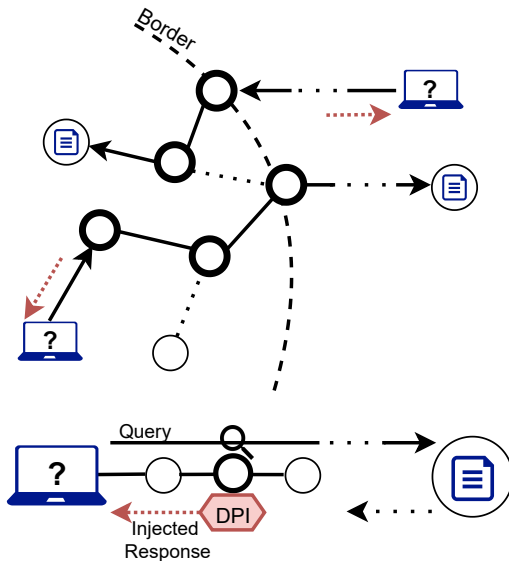 Border
?
?
Query
?
DPI
Injected
Response